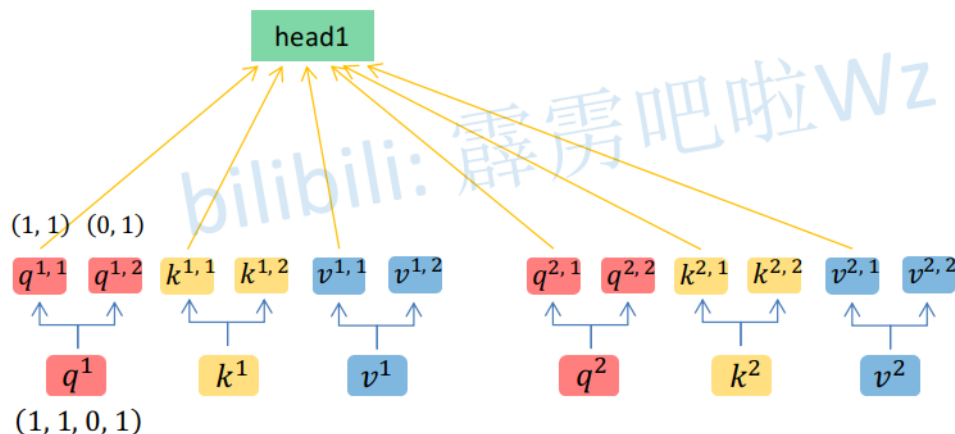 head1
bilibili: 霹雳吧啦Wz
(1, 1) (0, 1)
q^{1, 1} q^{1, 2} k^{1, 1} k^{1, 2} v^{1, 1} v^{1, 2} q^{2, 1} q^{2, 2} k^{2, 1} k^{2, 2} v^{2, 1} v^{2, 2}
q^1 k^1 v^1 q^2 k^2 v^2
(1, 1, 0, 1)